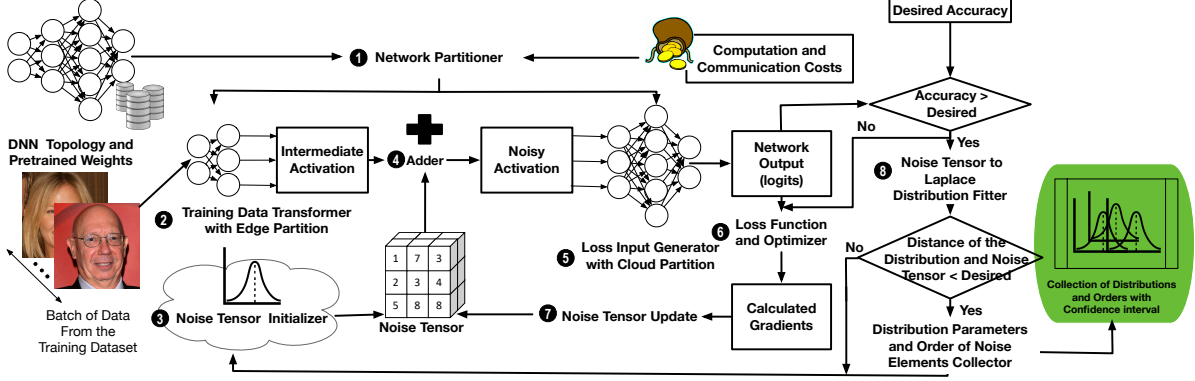 Desired Accuracy
1 Network Partitioner
Computation and
Communication Costs
Accuracy >
Desired
No
Yes
DNN Topology and
Pretrained Weights
Intermediate
Activation
4 Adder
Noisy
Activation
Network
Output
(logits)
8 Noise Tensor to
Laplace
Distribution Fitter
2 Training Data Transformer
with Edge Partition
5 Loss Input Generator
with Cloud Partition
6 Loss Function
and Optimizer
No
Distance of the
Distribution and Noise
Tensor < Desired
Yes
Collection of Distributions
and Orders with
Confidence interval
1 7 3
2 3 4
5 8 8
3 Noise Tensor Initializer
Noise Tensor
7 Noise Tensor Update
Calculated
Gradients
Distribution Parameters
and Order of Noise
Elements Collector
Batch of Data
From the
Training Dataset